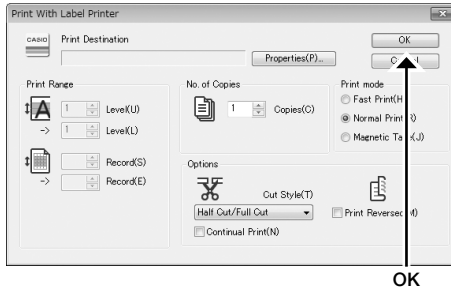 Print With Label Printer
CASIO Print Destination
OK
Properties(P)...
Print Range
1 Level(U)
-> 1 Level(L)
Record(S)
-> Record(E)
No. of Copies
1 Copies(C)
Print mode
Fast Print(H
Normal Print(R)
Magnetic Ta e(J)
Options
Cut Style(T)
Half Cut/Full Cut
Continual Print(N)
Print Reversed(M)
OK